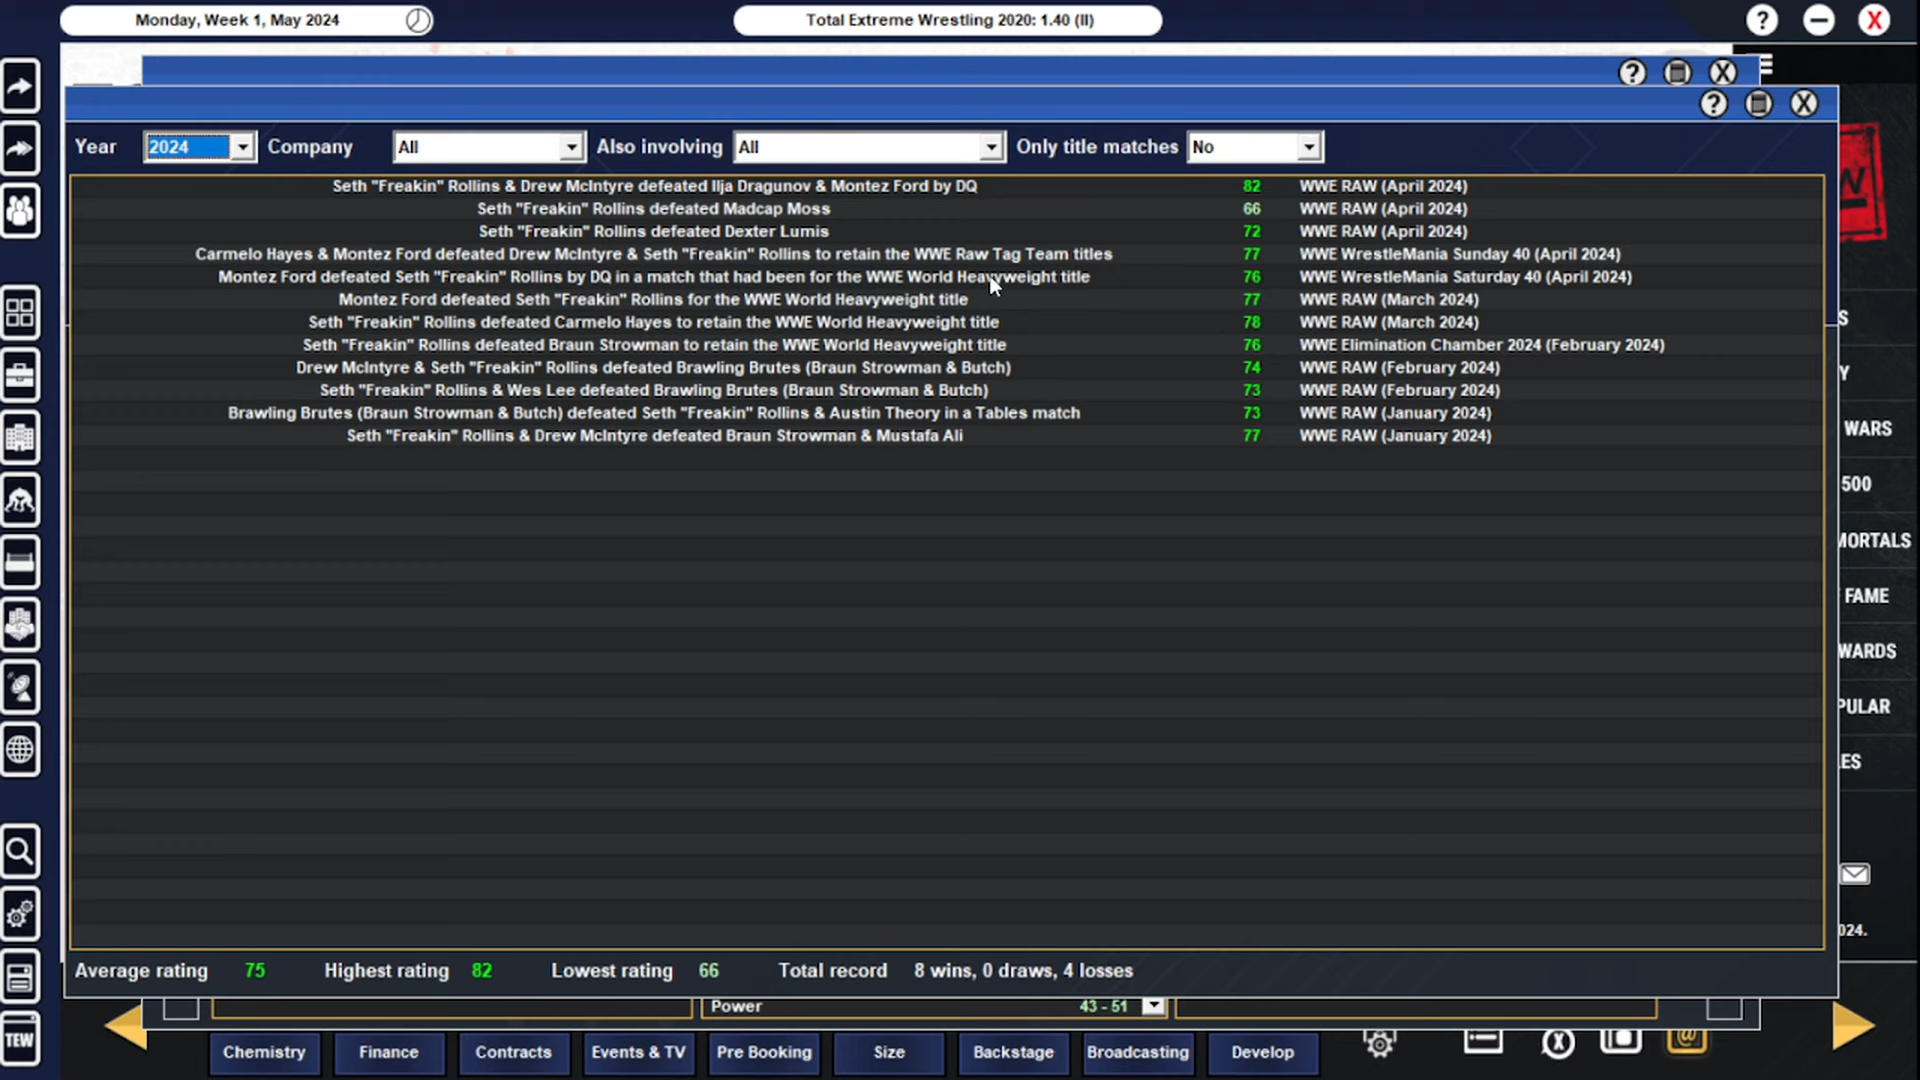 Monday, Week 1, May 2024
Total Extreme Wrestling 2020: 1.40 (II)
? X
? X
? X
Year 2024 Company All Also involving All Only title matches No
Seth "Freakin" Rollins & Drew McIntyre defeated Ilja Dragunov & Montez Ford by DQ 82 WWE RAW (April 2024)
Seth "Freakin" Rollins defeated Madcap Moss 66 WWE RAW (April 2024)
Seth "Freakin" Rollins defeated Dexter Lumis 72 WWE RAW (April 2024)
Carmelo Hayes & Montez Ford defeated Drew McIntyre & Seth "Freakin" Rollins to retain the WWE Raw Tag Team titles 77 WWE WrestleMania Sunday 40 (April 2024)
Montez Ford defeated Seth "Freakin" Rollins by DQ in a match that had been for the WWE World Heavyweight title 76 WWE WrestleMania Saturday 40 (April 2024)
Montez Ford defeated Seth "Freakin" Rollins for the WWE World Heavyweight title 77 WWE RAW (March 2024)
Seth "Freakin" Rollins defeated Carmelo Hayes to retain the WWE World Heavyweight title 78 WWE RAW (March 2024)
Seth "Freakin" Rollins defeated Braun Strowman to retain the WWE World Heavyweight title 76 WWE Elimination Chamber 2024 (February 2024)
Drew McIntyre & Seth "Freakin" Rollins defeated Brawling Brutes (Braun Strowman & Butch) 74 WWE RAW (February 2024)
Seth "Freakin" Rollins & Wes Lee defeated Brawling Brutes (Braun Strowman & Butch) 73 WWE RAW (February 2024)
Brawling Brutes (Braun Strowman & Butch) defeated Seth "Freakin" Rollins & Austin Theory in a Tables match 73 WWE RAW (January 2024)
Seth "Freakin" Rollins & Drew McIntyre defeated Braun Strowman & Mustafa Ali 77 WWE RAW (January 2024)
S
Y
WARS
500
MORTALS
FAME
WARDS
PULAR
ES
024.
Average rating 75 Highest rating 82 Lowest rating 66 Total record 8 wins, 0 draws, 4 losses
Power 43 - 51
TEW
Chemistry Finance Contracts Events & TV Pre Booking Size Backstage Broadcasting Develop